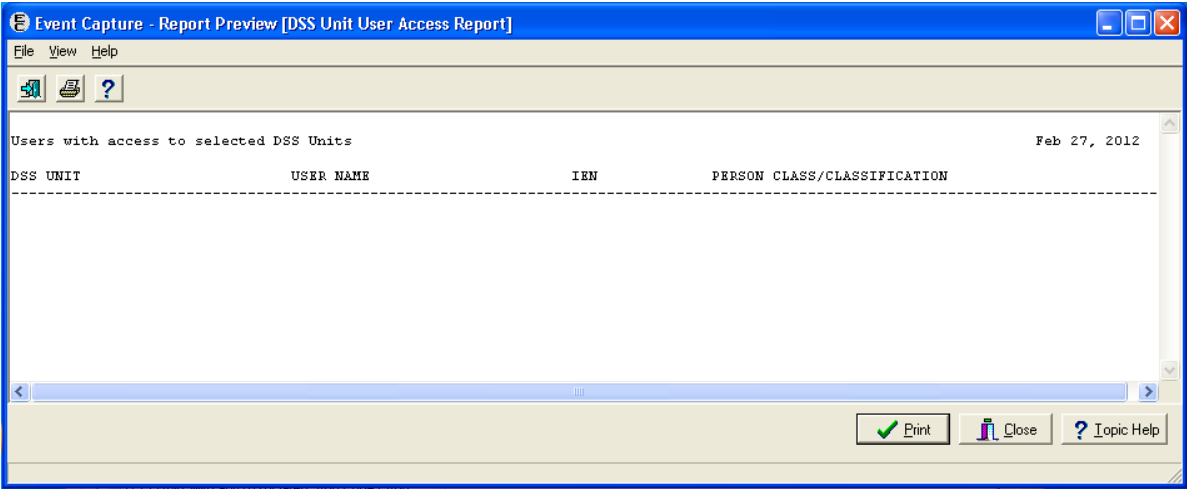 Event Capture - Report Preview [DSS Unit User Access Report]
File View Help
Users with access to selected DSS Units Feb 27, 2012
DSS UNIT USER NAME IEN PERSON CLASS/CLASSIFICATION
Print Close Topic Help